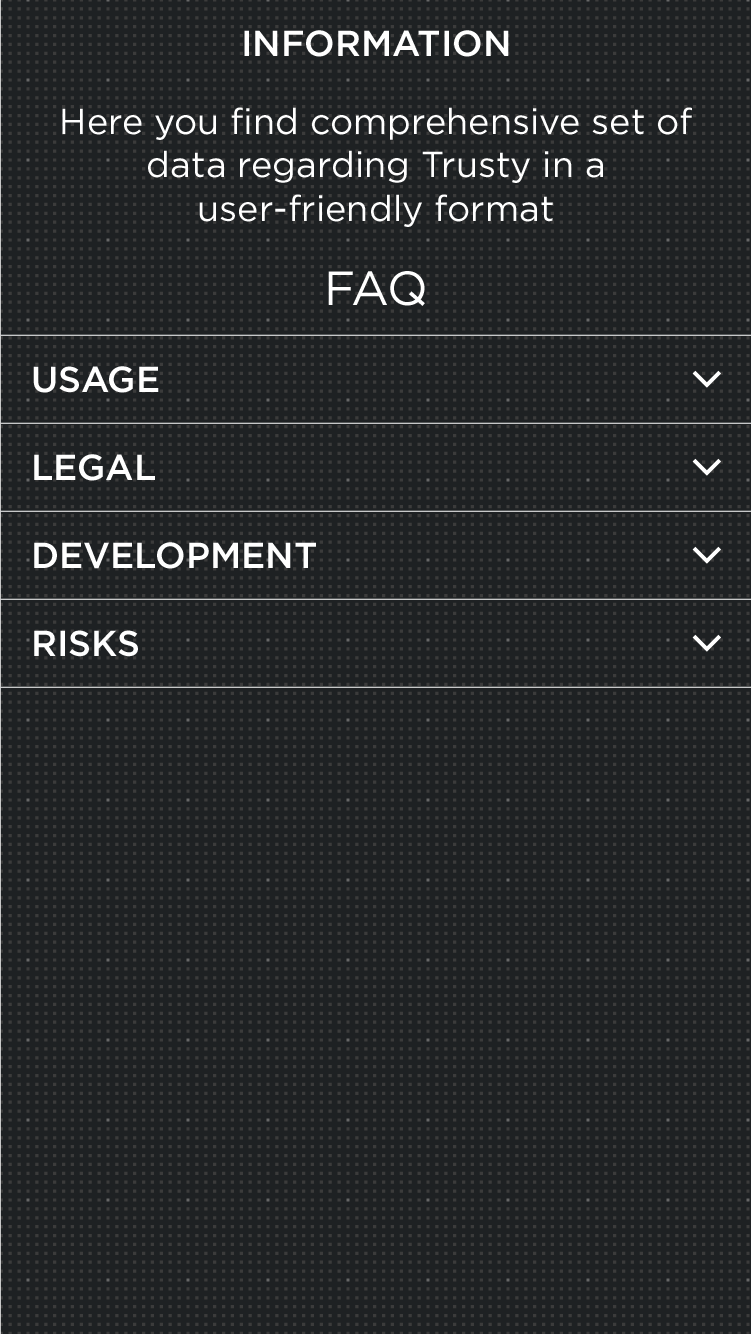 INFORMATION
Here you find comprehensive set of
data regarding Trusty in a
user-friendly format
FAQ
USAGE
LEGAL
DEVELOPMENT
RISKS